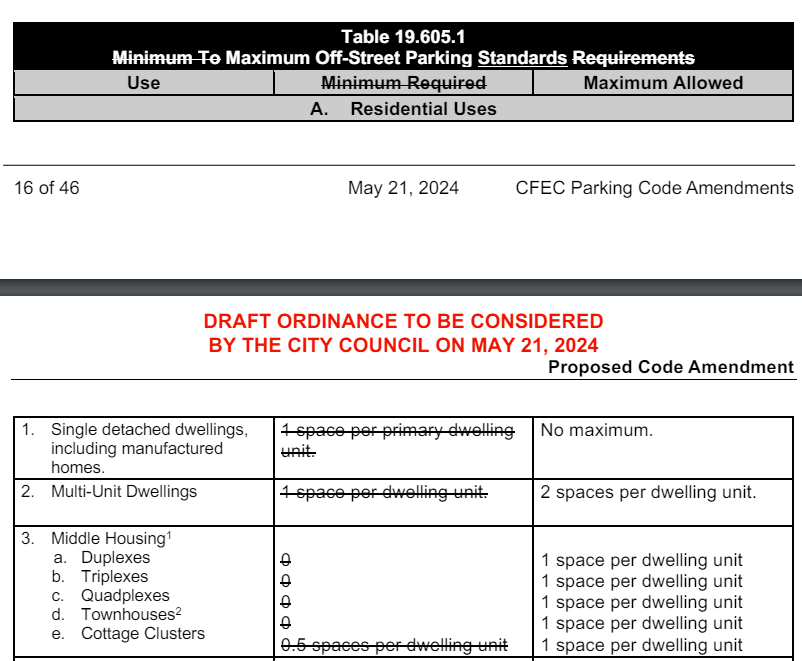 Table 19.605.1
Minimum To Maximum Off-Street Parking Standards Requirements
Use Minimum Required Maximum Allowed
A. Residential Uses
16 of 46 May 21, 2024 CFEC Parking Code Amendments
DRAFT ORDINANCE TO BE CONSIDERED
BY THE CITY COUNCIL ON MAY 21, 2024
Proposed Code Amendment
1. Single detached dwellings,
including manufactured
homes.
1 space per primary dwelling
unit.
No maximum.
2. Multi-Unit Dwellings
1 space per dwelling unit.
2 spaces per dwelling unit.
3. Middle Housing¹
a. Duplexes
b. Triplexes
c. Quadplexes
d. Townhouses²
e. Cottage Clusters
0
0
0
0
0.5 spaces per dwelling unit
1 space per dwelling unit
1 space per dwelling unit
1 space per dwelling unit
1 space per dwelling unit
1 space per dwelling unit